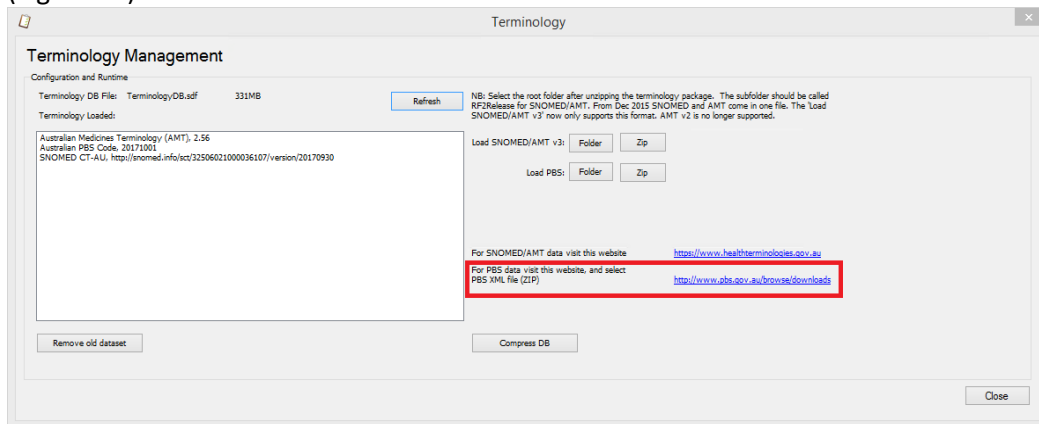 Terminology
Terminology Management
Configuration and Runtime
Terminology DB File: TerminologyDB.sdf 331MB
Refresh
Terminology Loaded:
Australian Medicines Terminology (AMT), 2.56
Australian PBS Code, 20171001
SNOMED CT-AU, http://snomed.info/sct/32506021000036107/version/20170930
NB: Select the root folder after unzipping the terminology package. The subfolder should be called
RF2Release for SNOMED/AMT. From Dec 2015 SNOMED and AMT come in one file. The 'Load
SNOMED/AMT v3' now only supports this format. AMT v2 is no longer supported.
Load SNOMED/AMT v3: Folder Zip
Load PBS: Folder Zip
For SNOMED/AMT data visit this website https://www.healthterminologies.gov.au
For PBS data visit this website, and select
PBS XML file (ZIP) http://www.pbs.gov.au/browse/downloads
Remove old dataset
Compress DB
Close